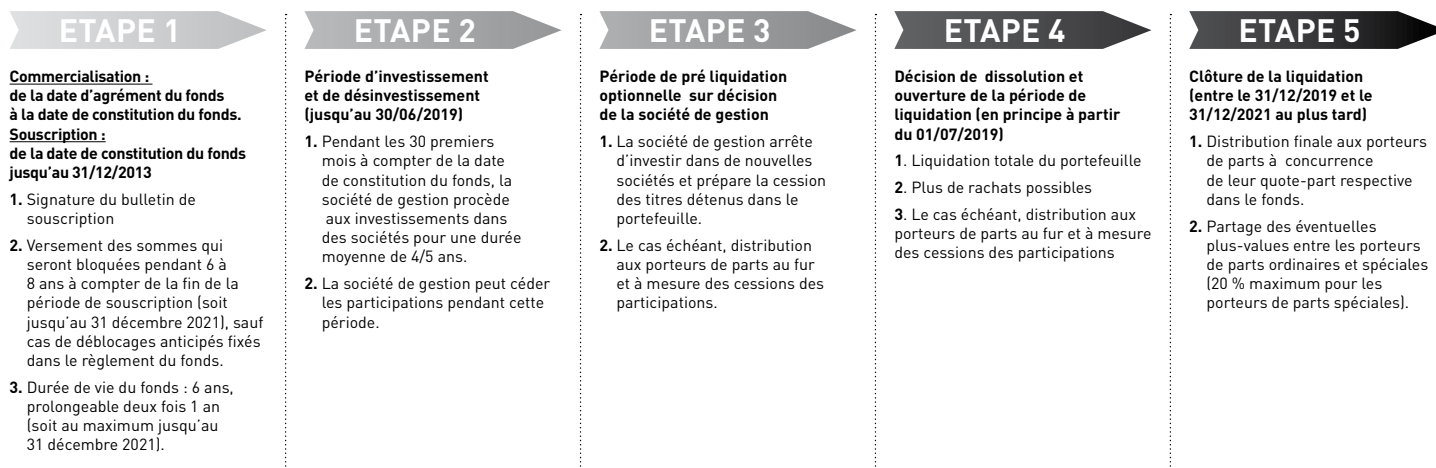 ETAPE 1
Commercialisation :
de la date d'agrément du fonds
à la date de constitution du fonds.
Souscription :
de la date de constitution du fonds
jusqu'au 31/12/2013
1. Signature du bulletin de
souscription
2. Versement des sommes qui
seront bloquées pendant 6 à
8 ans à compter de la fin de la
période de souscription (soit
jusqu'au 31 décembre 2021), sauf
cas de déblocages anticipés fixés
dans le règlement du fonds.
3. Durée de vie du fonds : 6 ans,
prolongeable deux fois 1 an
(soit au maximum jusqu'au
31 décembre 2021).
ETAPE 2
Période d'investissement
et de désinvestissement
(jusqu'au 30/06/2019)
1. Pendant les 30 premiers
mois à compter de la date
de constitution du fonds, la
société de gestion procède
aux investissements dans
des sociétés pour une durée
moyenne de 4/5 ans.
2. La société de gestion peut céder
les participations pendant cette
période.
ETAPE 3
Période de pré liquidation
optionnelle sur décision
de la société de gestion
1. La société de gestion arrête
d'investir dans de nouvelles
sociétés et prépare la cession
des titres détenus dans le
portefeuille.
2. Le cas échéant, distribution
aux porteurs de parts au fur
et à mesure des cessions des
participations.
ETAPE 4
Décision de dissolution et
ouverture de la période de
liquidation (en principe à partir
du 01/07/2019)
1. Liquidation totale du portefeuille
2. Plus de rachats possibles
3. Le cas échéant, distribution aux
porteurs de parts au fur et à mesure
des cessions des participations
ETAPE 5
Clôture de la liquidation
(entre le 31/12/2019 et le
31/12/2021 au plus tard)
1. Distribution finale aux porteurs
de parts à concurrence
de leur quote-part respective
dans le fonds.
2. Partage des éventuelles
plus-values entre les porteurs
de parts ordinaires et spéciales
(20 % maximum pour les
porteurs de parts spéciales).